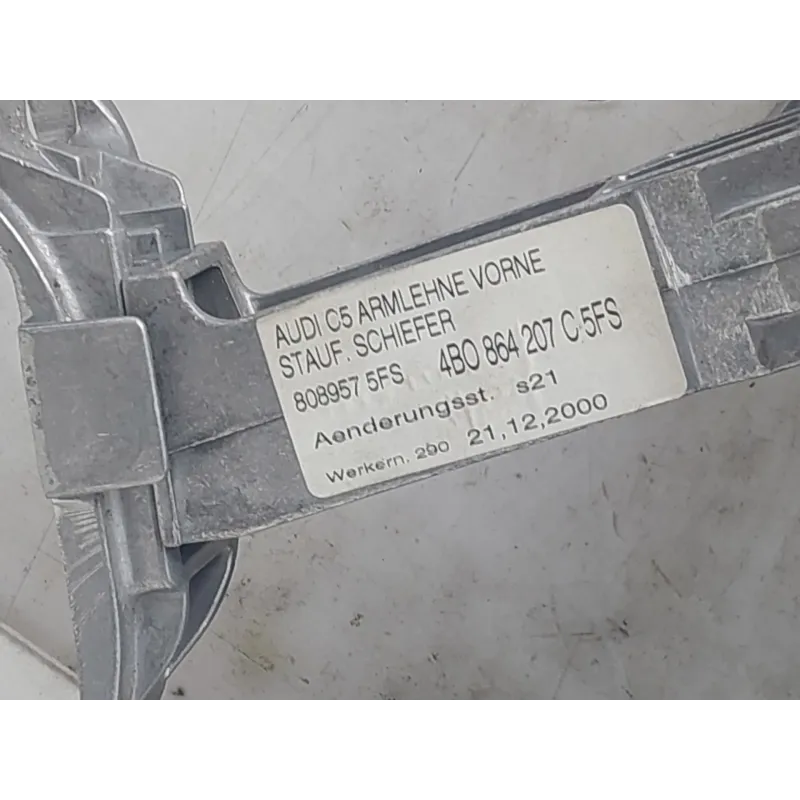 AUDI C5 ARMLEHNE VORNE
STAUF. SCHIEFER
808957 5FS 4B0 864 207 C 5FS
Aenderungsst. s21
Werkern. 290 21,12,2000